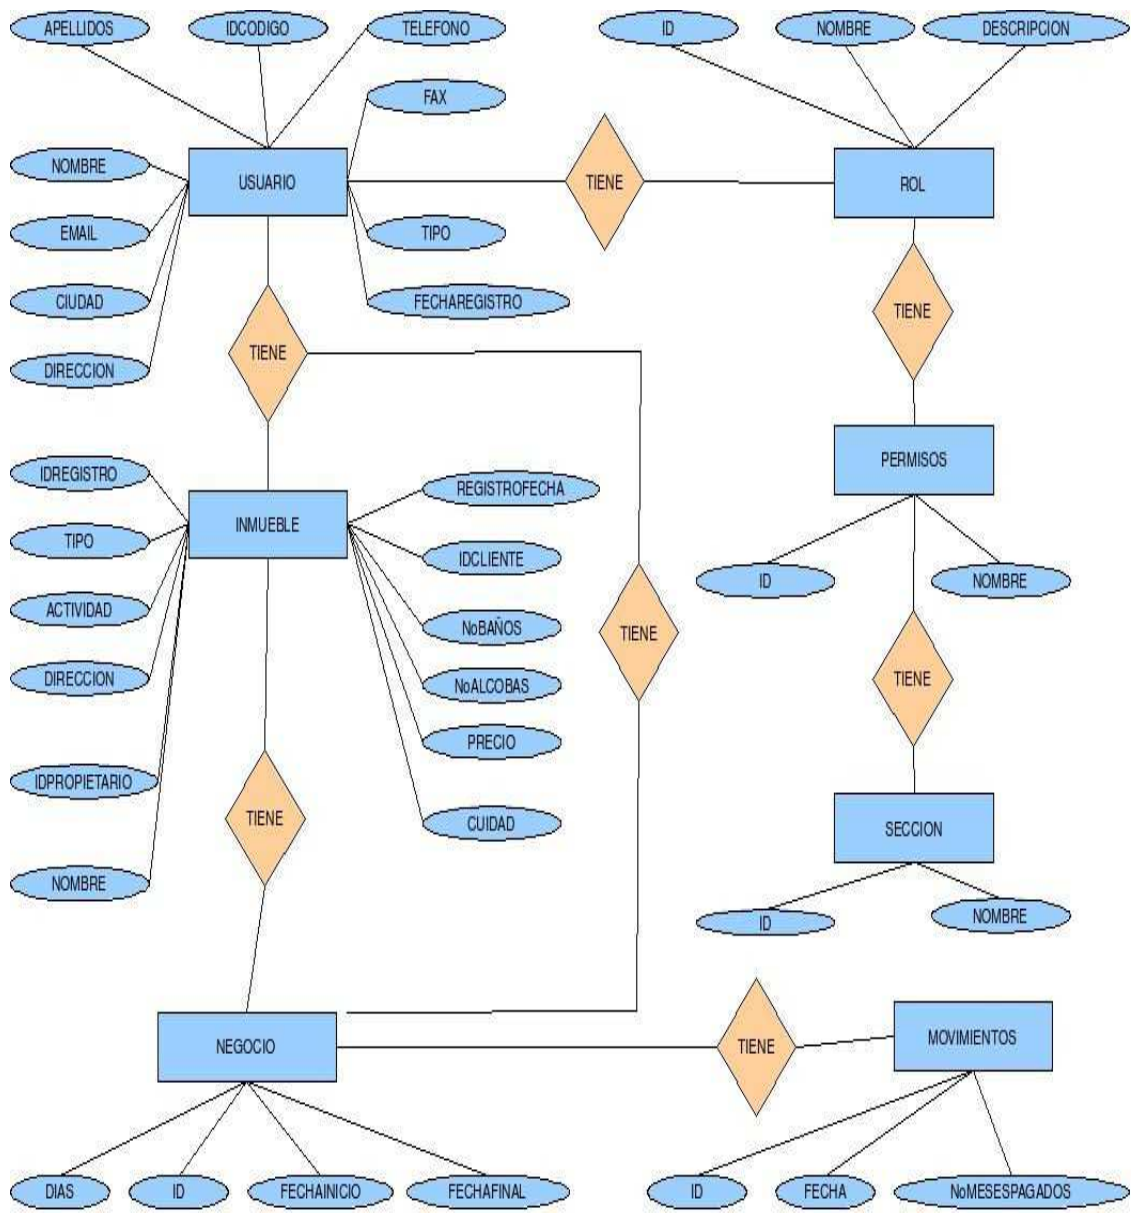 APELLIDOS
IDCODIGO
TELEFONO
ID
NOMBRE
DESCRIPCION
FAX
NOMBRE
USUARIO
TIENE
ROL
EMAIL
TIPO
CIUDAD
FECHAREGISTRO
TIENE
TIENE
DIRECCION
PERMISOS
IDREGISTRO
REGISTROFECHA
INMUEBLE
TIPO
IDCLIENTE
ID
NOMBRE
ACTIVIDAD
NoBAÑOS
TIENE
DIRECCION
NoALCOBAS
TIENE
PRECIO
IDPROPIETARIO
TIENE
CUIDAD
SECCION
NOMBRE
ID
NOMBRE
NEGOCIO
TIENE
MOVIMIENTOS
DIAS
ID
FECHAINICIO
FECHAFINAL
ID
FECHA
NoMESESPAGADOS